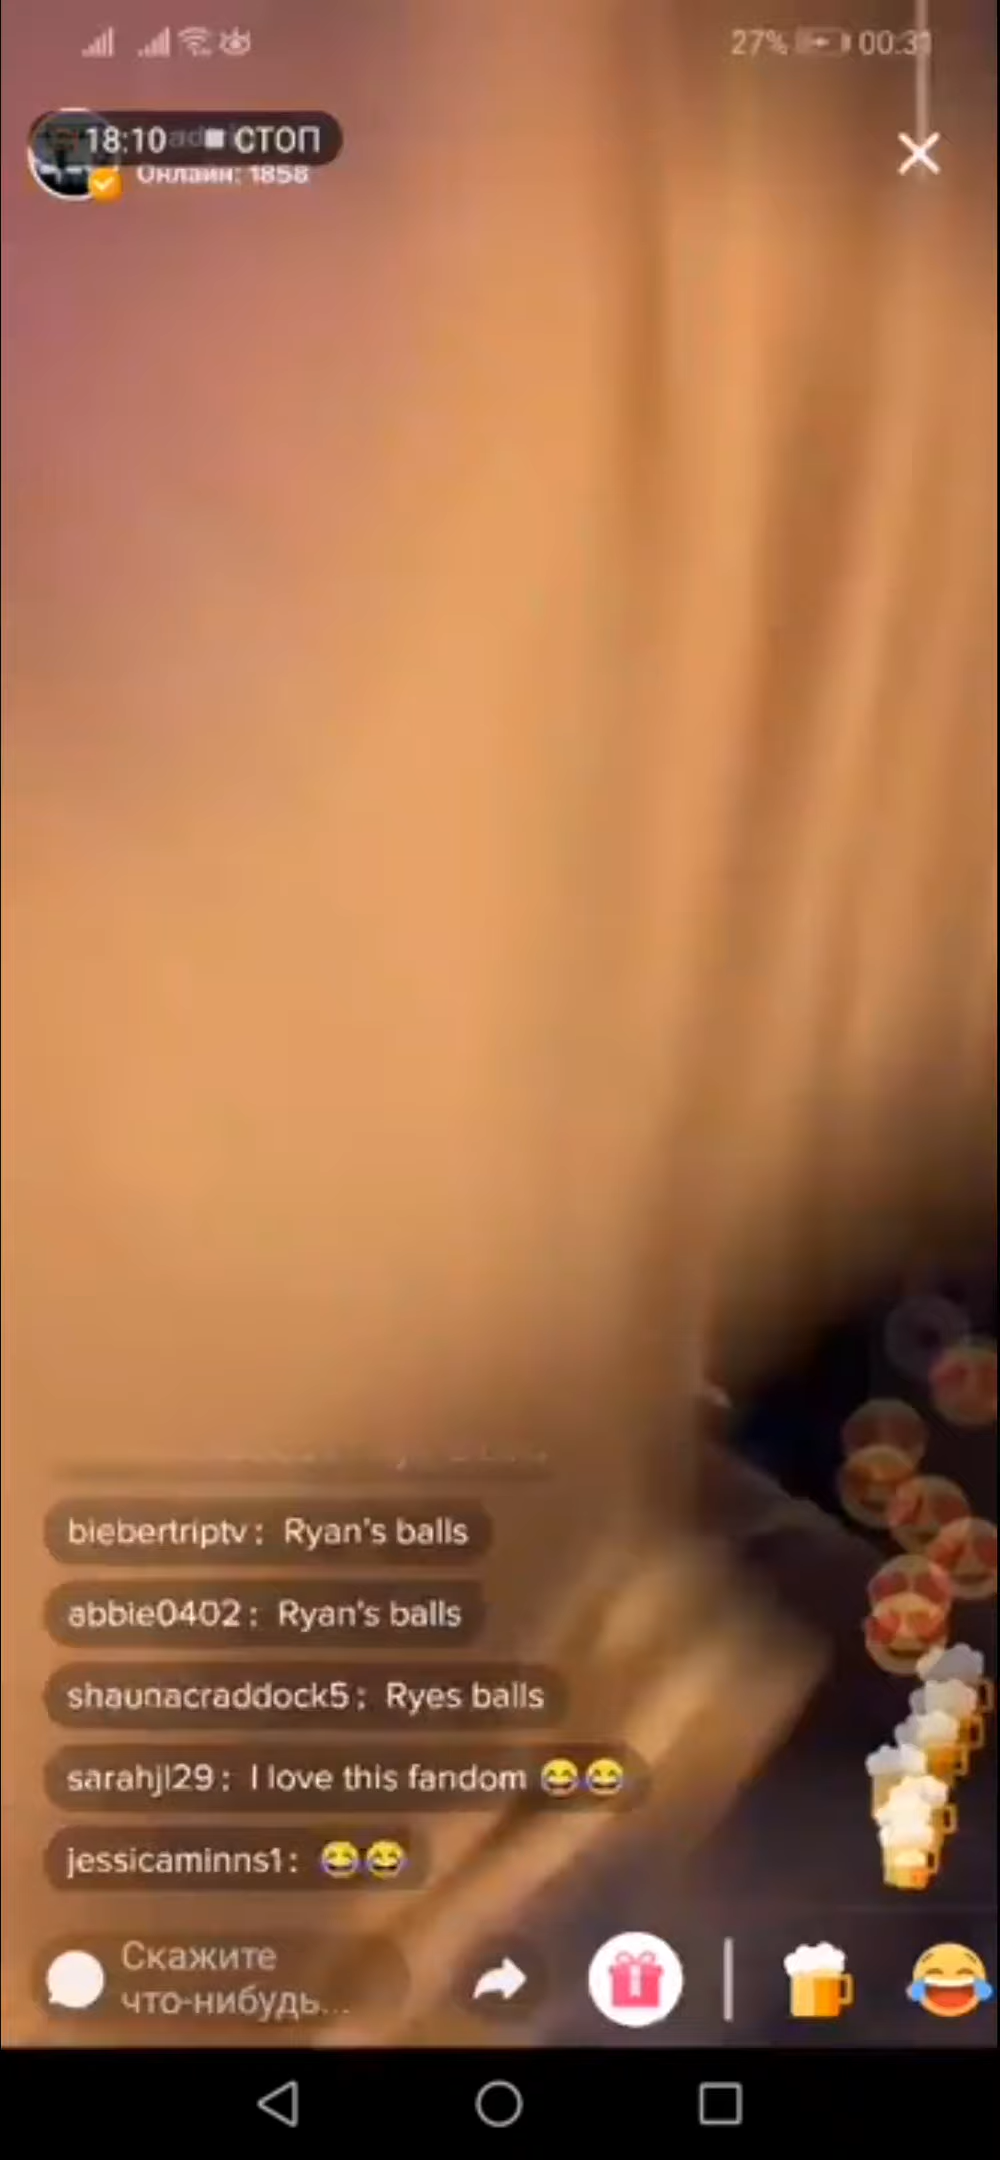 27% 00:31
18:10 СТОП
Онлайн: 1858
biebertriptv: Ryan's balls
abbie0402: Ryan's balls
shaunacraddock5: Ryes balls
sarahjl29: I love this fandom 😂😂
jessicaminns1: 😂😂
Скажите
что-нибудь...